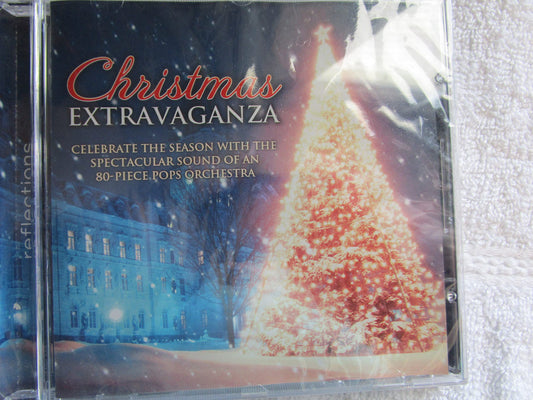 Christmas
EXTRAVAGANZA
CELEBRATE THE SEASON WITH THE
SPECTACULAR SOUND OF AN
80-PIECE POPS ORCHESTRA
reflections